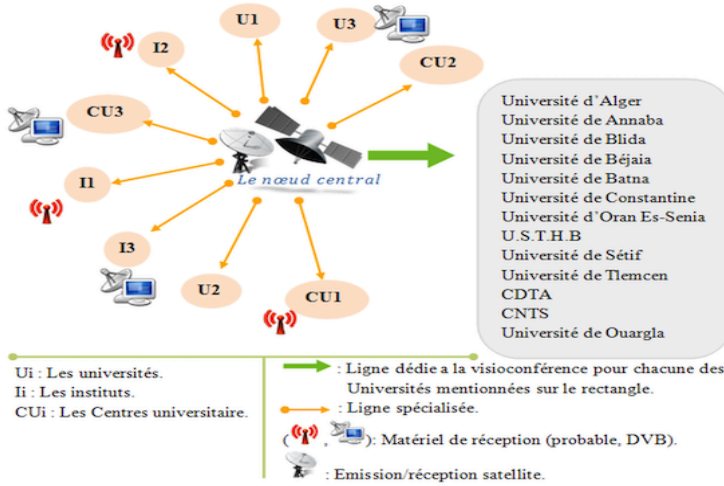 U1
U3
I2
CU2
CU3
I1
Le nœud central
I3
U2
CU1
Université d'Alger
Université de Annaba
Université de Blida
Université de Béjaia
Université de Batna
Université de Constantine
Université d'Oran Es-Senia
U.S.T.H.B
Université de Sétif
Université de Tlemcen
CDTA
CNTS
Université de Ouargla
Ui : Les universités.
Ii : Les instituts.
CUi : Les Centres universitaire.
: Ligne dédie a la visioconférence pour chacune des
Universités mentionnées sur le rectangle.
: Ligne spécialisée.
( , ): Matériel de réception (probable, DVB).
: Emission/réception satellite.